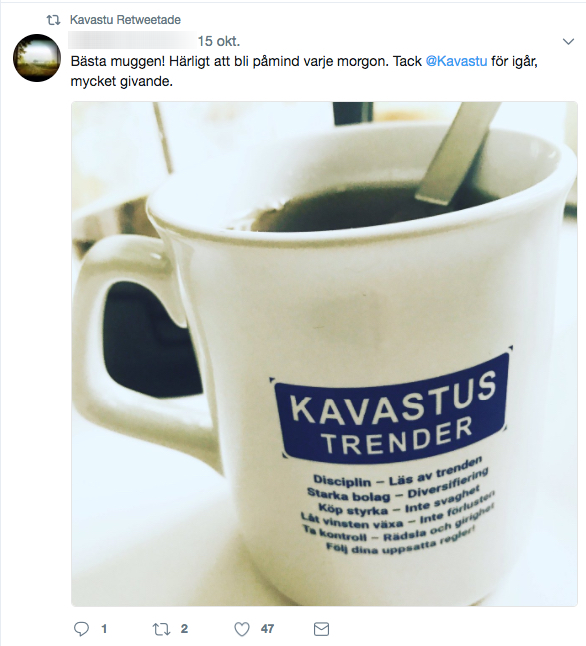 Kavastu Retweetade
15 okt.
Bästa muggen! Härligt att bli påmind varje morgon. Tack @Kavastu för igår,
mycket givande.
KAVASTUS
TRENDER
Disciplin – Läs av trenden
Starka bolag – Diversifiering
Köp styrka – Inte svaghet
Låt vinsten växa – Inte förlusten
Ta kontroll – Rädsla och girighet
Följ dina uppsatta regler!
1 2 47